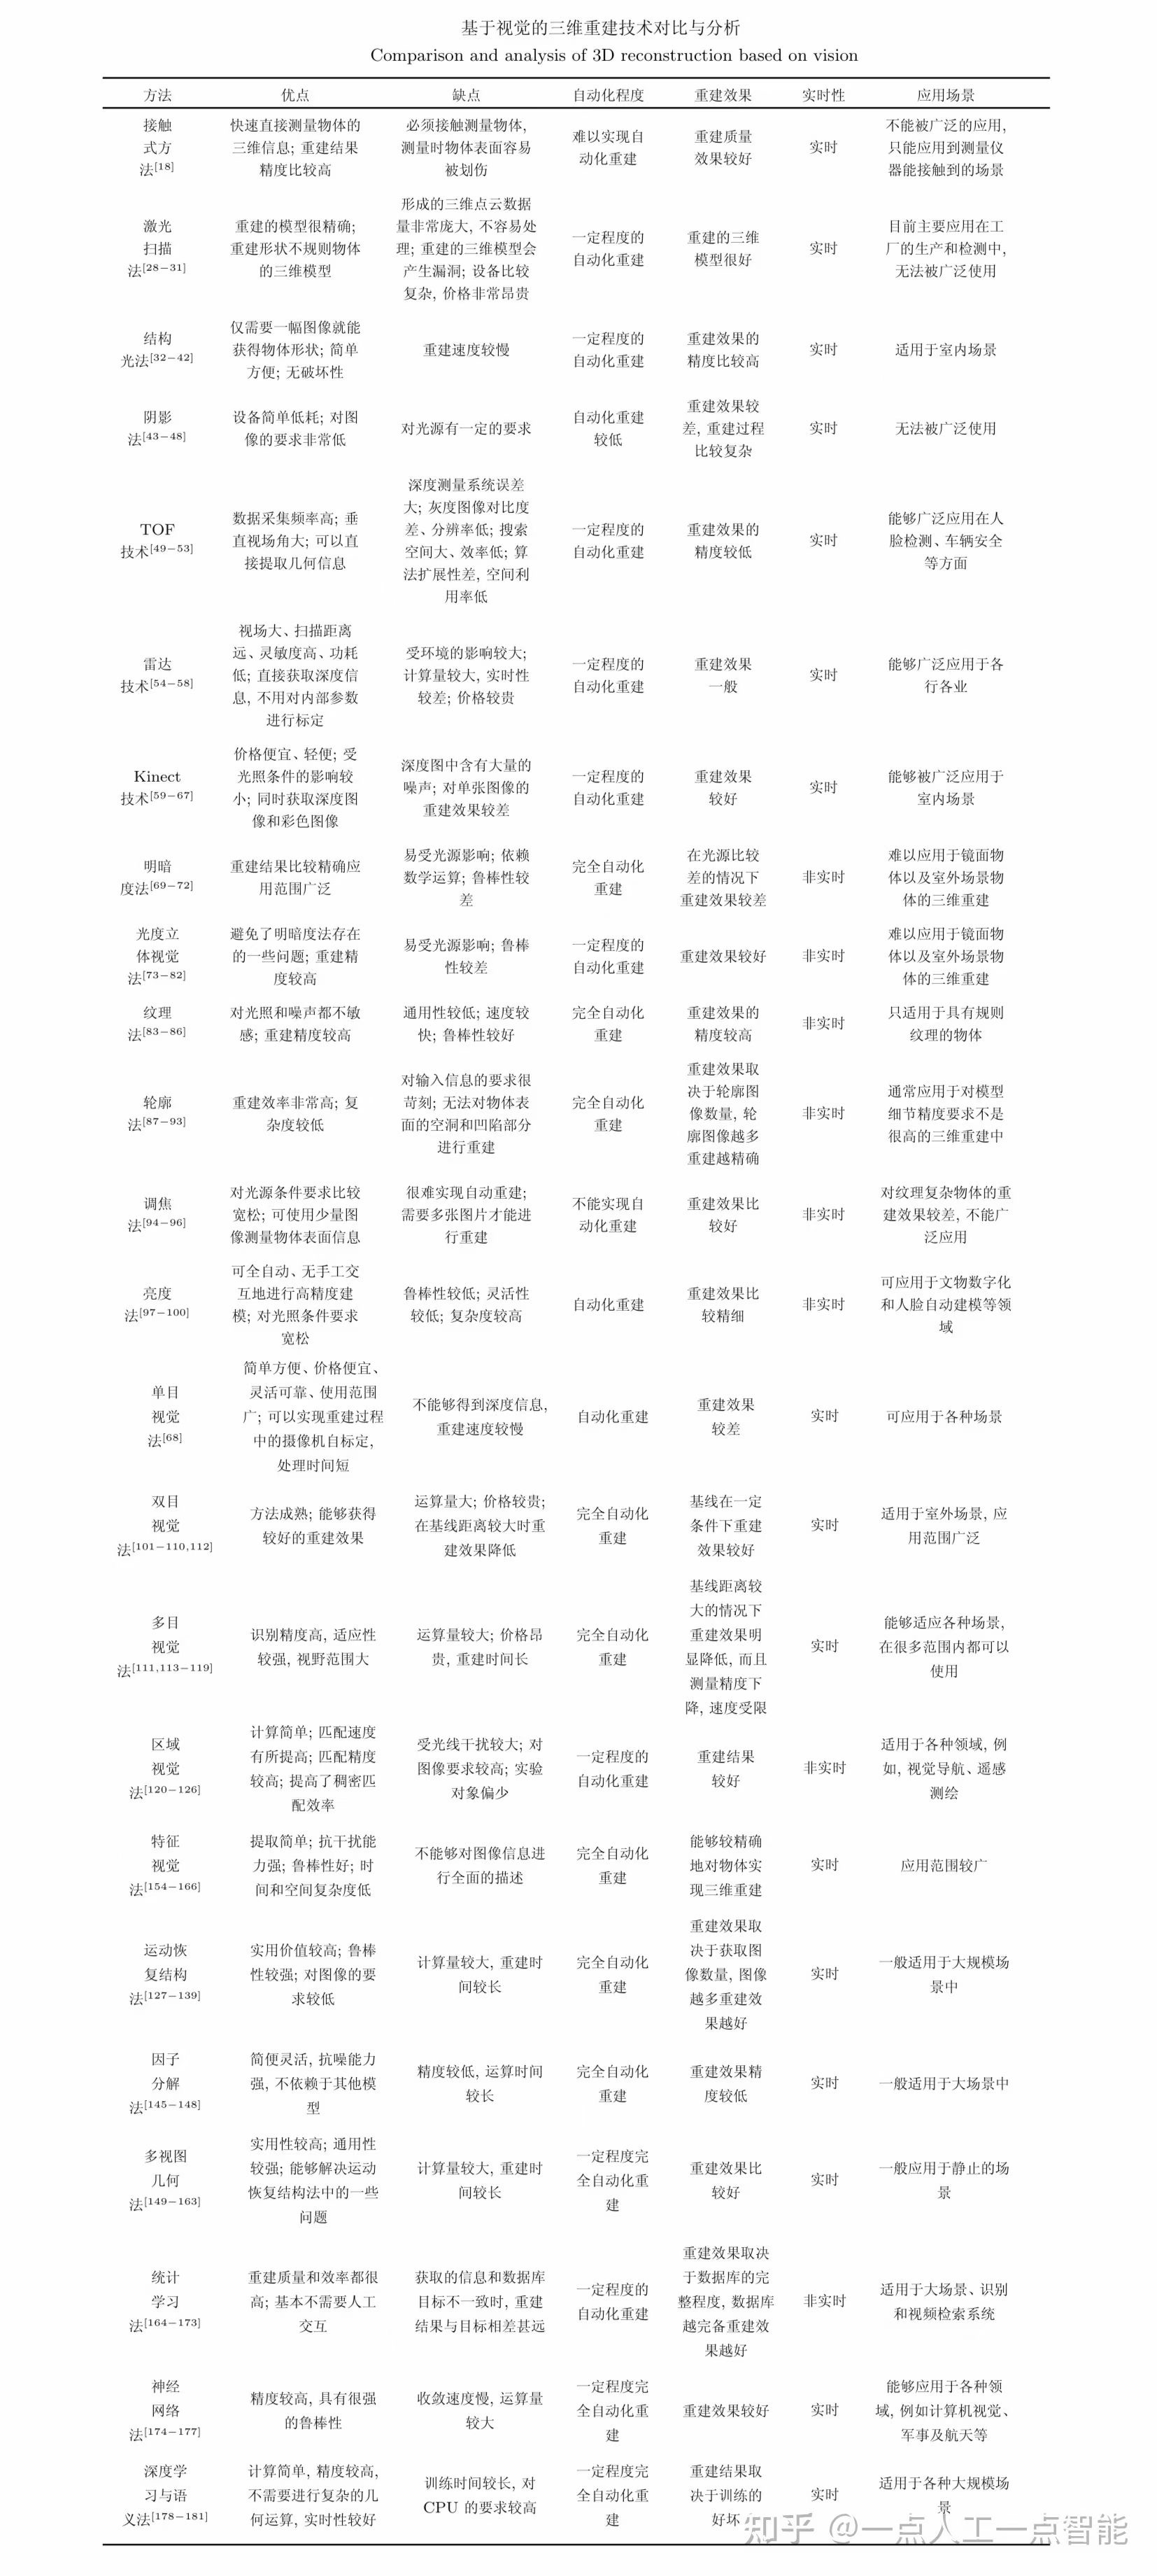 基于视觉的三维重建技术对比与分析
Comparison and analysis of 3D reconstruction based on vision
方法
优点
缺点
自动化程度
重建效果
实时性
应用场景
接触
式方
法[18]
快速直接测量物体的
三维信息; 重建结果
精度比较高
必须接触测量物体,
测量时物体表面容易
被划伤
难以实现自
动化重建
重建质量
效果较好
实时
不能被广泛的应用,
只能应用到测量仪
器能接触到的场景
激光
扫描
法[28−31]
重建的模型很精确;
重建形状不规则物体
的三维模型
形成的三维点云数据
量非常庞大, 不容易处
理; 重建的三维模型会
产生漏洞; 设备比较
复杂, 价格非常昂贵
一定程度的
自动化重建
重建的三维
模型很好
实时
目前主要应用在工
厂的生产和检测中,
无法被广泛使用
结构
光法[32−42]
仅需要一幅图像就能
获得物体形状; 简单
方便; 无破坏性
重建速度较慢
一定程度的
自动化重建
重建效果的
精度比较高
实时
适用于室内场景
阴影
法[43−48]
设备简单低耗; 对图
像的要求非常低
对光源有一定的要求
自动化重建
较低
重建效果较
差, 重建过程
比较复杂
实时
无法被广泛使用
TOF
技术[49−53]
数据采集频率高; 垂
直视场角大; 可以直
接提取几何信息
深度测量系统误差
大; 灰度图像对比度
差、分辨率低; 搜索
空间大、效率低; 算
法扩展性差, 空间利
用率低
一定程度的
自动化重建
重建效果的
精度较低
实时
能够广泛应用在人
脸检测、车辆安全
等方面
雷达
技术[54−58]
视场大、扫描距离
远、灵敏度高、功耗
低; 直接获取深度信
息, 不用对内部参数
进行标定
受环境的影响较大;
计算量较大, 实时性
较差; 价格较贵
一定程度的
自动化重建
重建效果
一般
实时
能够广泛应用于各
行各业
Kinect
技术[59−67]
价格便宜、轻便; 受
光照条件的影响较
小; 同时获取深度图
像和彩色图像
深度图中含有大量的
噪声; 对单张图像的
重建效果较差
一定程度的
自动化重建
重建效果
较好
实时
能够被广泛应用于
室内场景
明暗
度法[69−72]
重建结果比较精确应
用范围广泛
易受光源影响; 依赖
数学运算; 鲁棒性较
差
完全自动化
重建
在光源比较
差的情况下
重建效果较差
非实时
难以应用于镜面物
体以及室外场景物
体的三维重建
光度立
体视觉
法[73−82]
避免了明暗度法存在
的一些问题; 重建精
度较高
易受光源影响; 鲁棒
性较差
一定程度的
自动化重建
重建效果较好
非实时
难以应用于镜面物
体以及室外场景物
体的三维重建
纹理
法[83−86]
对光照和噪声都不敏
感; 重建精度较高
通用性较低; 速度较
快; 鲁棒性较好
完全自动化
重建
重建效果的
精度较高
非实时
只适用于具有规则
纹理的物体
轮廓
法[87−93]
重建效率非常高; 复
杂度较低
对输入信息的要求很
苛刻; 无法对物体表
面的空洞和凹陷部分
进行重建
完全自动化
重建
重建效果取
决于轮廓图
像数量, 轮
廓图像越多
重建越精确
非实时
通常应用于对模型
细节精度要求不是
很高的三维重建中
调焦
法[94−96]
对光源条件要求比较
宽松; 可使用少量图
像测量物体表面信息
很难实现自动重建;
需要多张图片才能进
行重建
不能实现自
动化重建
重建效果比
较好
非实时
对纹理复杂物体的重
建效果较差, 不能广
泛应用
亮度
法[97−100]
可全自动、无手工交
互地进行高精度建
模; 对光照条件要求
宽松
鲁棒性较低; 灵活性
较低; 复杂度较高
自动化重建
重建效果比
较精细
非实时
可应用于文物数字化
和人脸自动建模等领
域
单目
视觉
法[68]
简单方便、价格便宜、
灵活可靠、使用范围
广; 可以实现重建过程
中的摄像机自标定,
处理时间短
不能够得到深度信息,
重建速度较慢
自动化重建
重建效果
较差
实时
可应用于各种场景
双目
视觉
法[101−110,112]
方法成熟; 能够获得
较好的重建效果
运算量大; 价格较贵;
在基线距离较大时重
建效果降低
完全自动化
重建
基线在一定
条件下重建
效果较好
实时
适用于室外场景, 应
用范围广泛
多目
视觉
法[111,113−119]
识别精度高, 适应性
较强, 视野范围大
运算量较大; 价格昂
贵, 重建时间长
完全自动化
重建
基线距离较
大的情况下
重建效果明
显降低, 而且
测量精度下
降, 速度受限
实时
能够适应各种场景,
在很多范围内都可以
使用
区域
视觉
法[120−126]
计算简单; 匹配速度
有所提高; 匹配精度
较高; 提高了稠密匹
配效率
受光线干扰较大; 对
图像要求较高; 实验
对象偏少
一定程度的
自动化重建
重建结果
较好
非实时
适用于各种领域, 例
如, 视觉导航、遥感
测绘
特征
视觉
法[154−166]
提取简单; 抗干扰能
力强; 鲁棒性好; 时
间和空间复杂度低
不能够对图像信息进
行全面的描述
完全自动化
重建
能够较精确
地对物体实
现三维重建
实时
应用范围较广
运动恢
复结构
法[127−139]
实用价值较高; 鲁棒
性较强; 对图像的要
求较低
计算量较大, 重建时
间较长
完全自动化
重建
重建效果取
决于获取图
像数量, 图像
越多重建效
果越好
实时
一般适用于大规模场
景中
因子
分解
法[145−148]
简便灵活, 抗噪能力
强, 不依赖于其他模
型
精度较低, 运算时间
较长
完全自动化
重建
重建效果精
度较低
实时
一般适用于大场景中
多视图
几何
法[149−163]
实用性较高; 通用性
较强; 能够解决运动
恢复结构法中的一些
问题
计算量较大, 重建时
间较长
一定程度完
全自动化重
建
重建效果比
较好
实时
一般应用于静止的场
景
统计
学习
法[164−173]
重建质量和效率都很
高; 基本不需要人工
交互
获取的信息和数据库
目标不一致时, 重建
结果与目标相差甚远
一定程度的
自动化重建
重建效果取决
于数据库的完
整程度, 数据库
越完备重建效
果越好
非实时
适用于大场景、识别
和视频检索系统
神经
网络
法[174−177]
精度较高, 具有很强
的鲁棒性
收敛速度慢, 运算量
较大
一定程度完
全自动化重
建
重建效果较好
实时
能够应用于各种领
域, 例如计算机视觉、
军事及航天等
深度学
习与语
义法[178−181]
计算简单, 精度较高,
不需要进行复杂的几
何运算, 实时性较好
训练时间较长, 对
CPU 的要求较高
一定程度完
全自动化重
建
重建结果取
决于训练的
好坏
实时
适用于各种大规模场
景
知乎 @一点人工一点智能